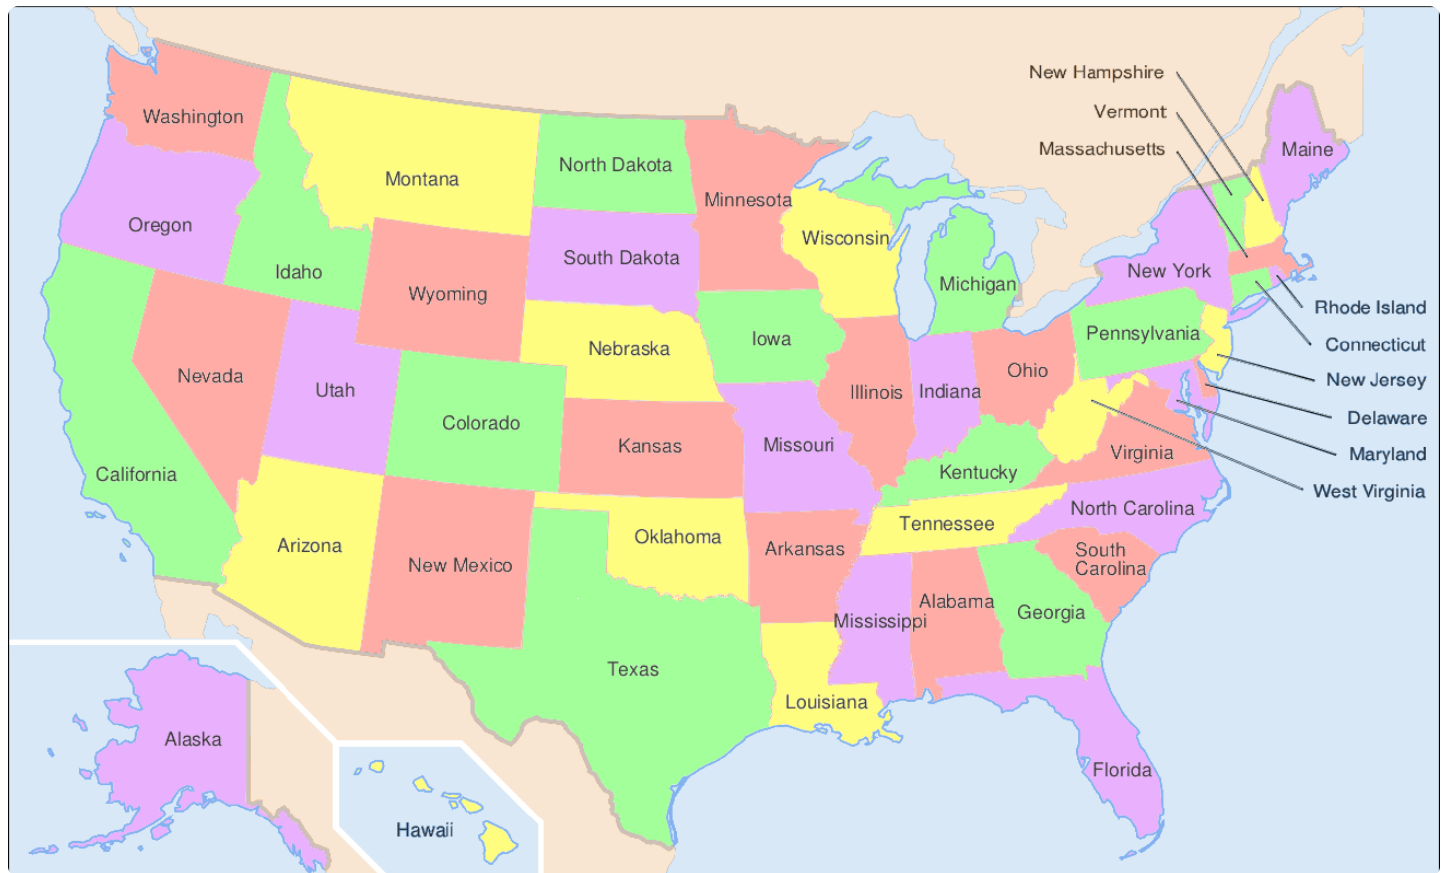 New Hampshire
Vermont
Massachusetts
Washington
Maine
Montana
North Dakota
Minnesota
Oregon
Wisconsin
South Dakota
Idaho
New York
Michigan
Wyoming
Rhode Island
Pennsylvania
Iowa
Connecticut
Nebraska
Ohio
Nevada
New Jersey
Utah
Illinois
Indiana
Delaware
Colorado
Kansas
Missouri
Virginia
Maryland
California
Kentucky
West Virginia
North Carolina
Tennessee
Oklahoma
Arizona
Arkansas
South
Carolina
New Mexico
Alabama
Georgia
Mississippi
Texas
Louisiana
Alaska
Florida
Hawaii